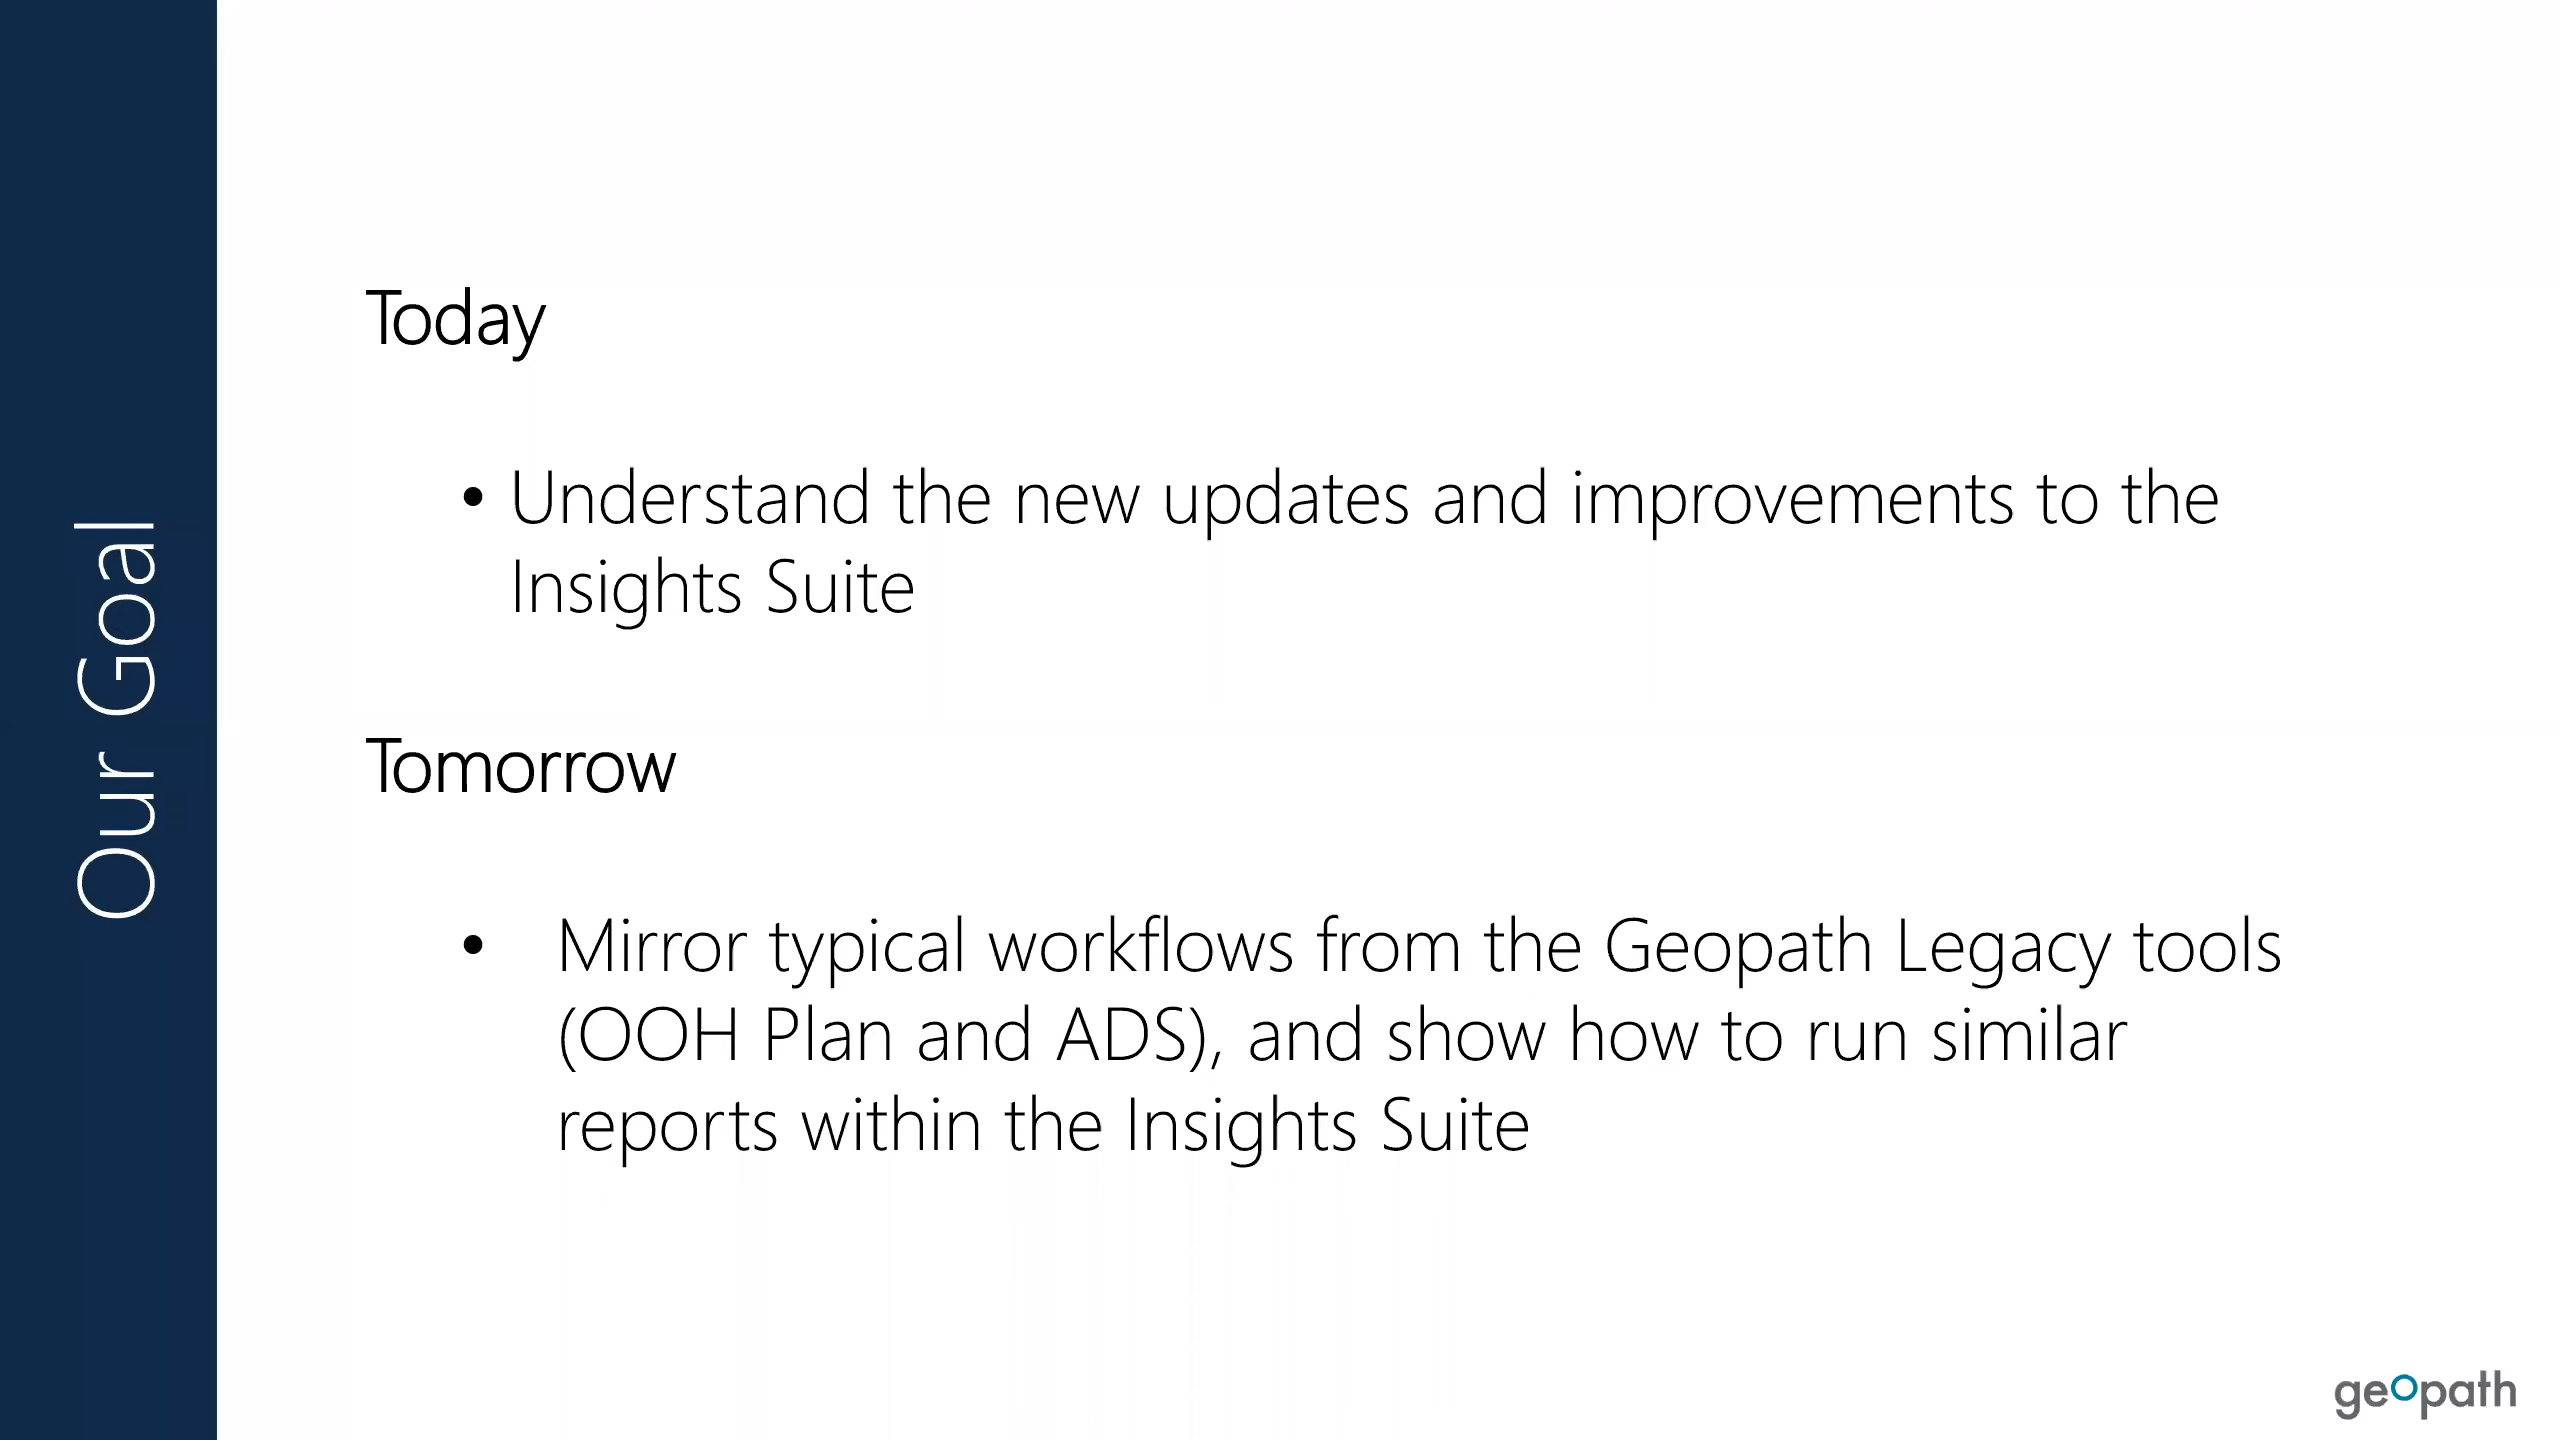 Our Goal
Today
• Understand the new updates and improvements to the
Insights Suite
Tomorrow
• Mirror typical workflows from the Geopath Legacy tools
(OOH Plan and ADS), and show how to run similar
reports within the Insights Suite
geopath